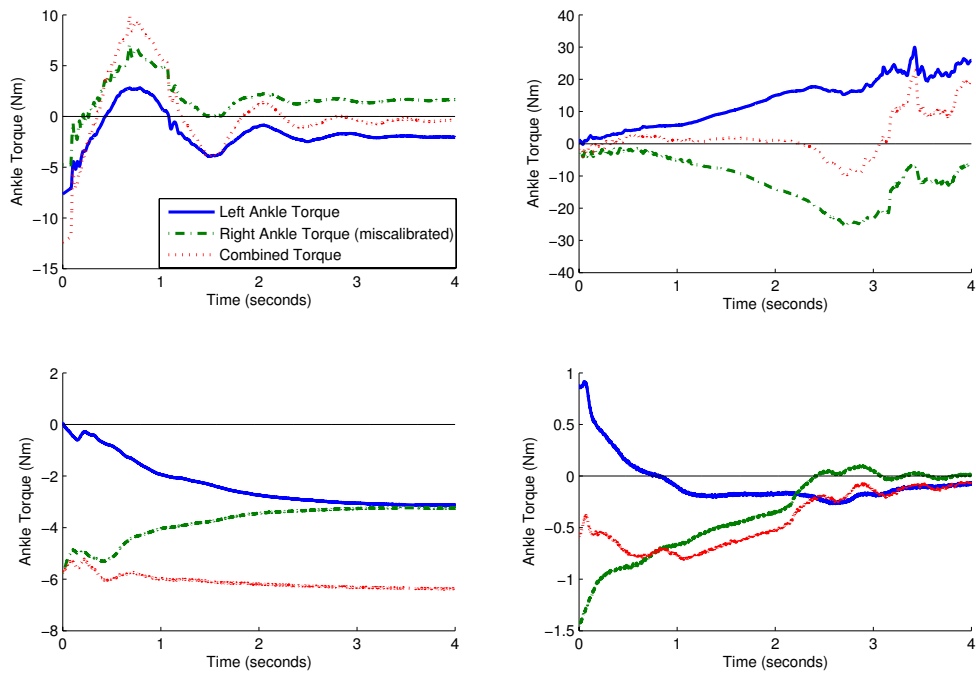 10
5
0
−5
−10
−15
Ankle Torque (Nm)
Left Ankle Torque
Right Ankle Torque (miscalibrated)
Combined Torque
0 1 2 3 4
Time (seconds)
40
30
20
10
0
−10
−20
−30
−40
Ankle Torque (Nm)
0 1 2 3 4
Time (seconds)
2
0
−2
−4
−6
−8
Ankle Torque (Nm)
0 1 2 3 4
Time (seconds)
1
0.5
0
−0.5
−1
−1.5
Ankle Torque (Nm)
0 1 2 3 4
Time (seconds)